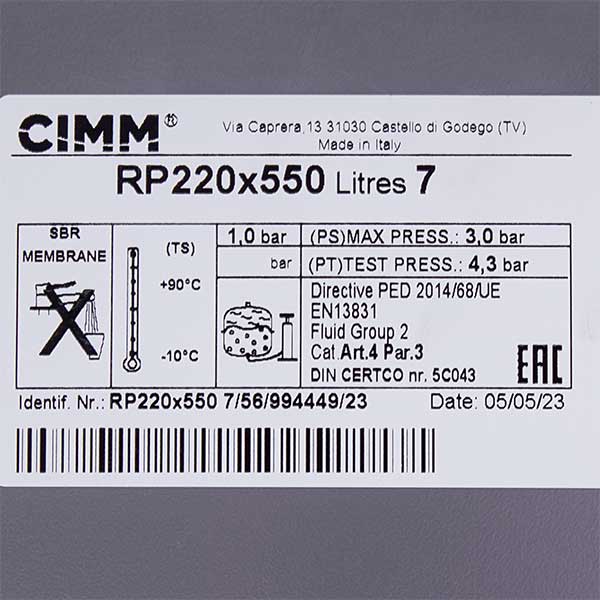 CIMM®
Via Caprera,13 31030 Castello di Godego (TV)
Made in Italy
RP220x550 Litres 7
SBR
MEMBRANE
(TS)
+90°C
-10°C
1,0 bar
bar
(PS)MAX PRESS.: 3,0 bar
(PT)TEST PRESS.: 4,3 bar
Directive PED 2014/68/UE
EN13831
Fluid Group 2
Cat.Art.4 Par.3
DIN CERTCO nr. 5C043
EAC
Identif. Nr.: RP220x550 7/56/994449/23
Date: 05/05/23